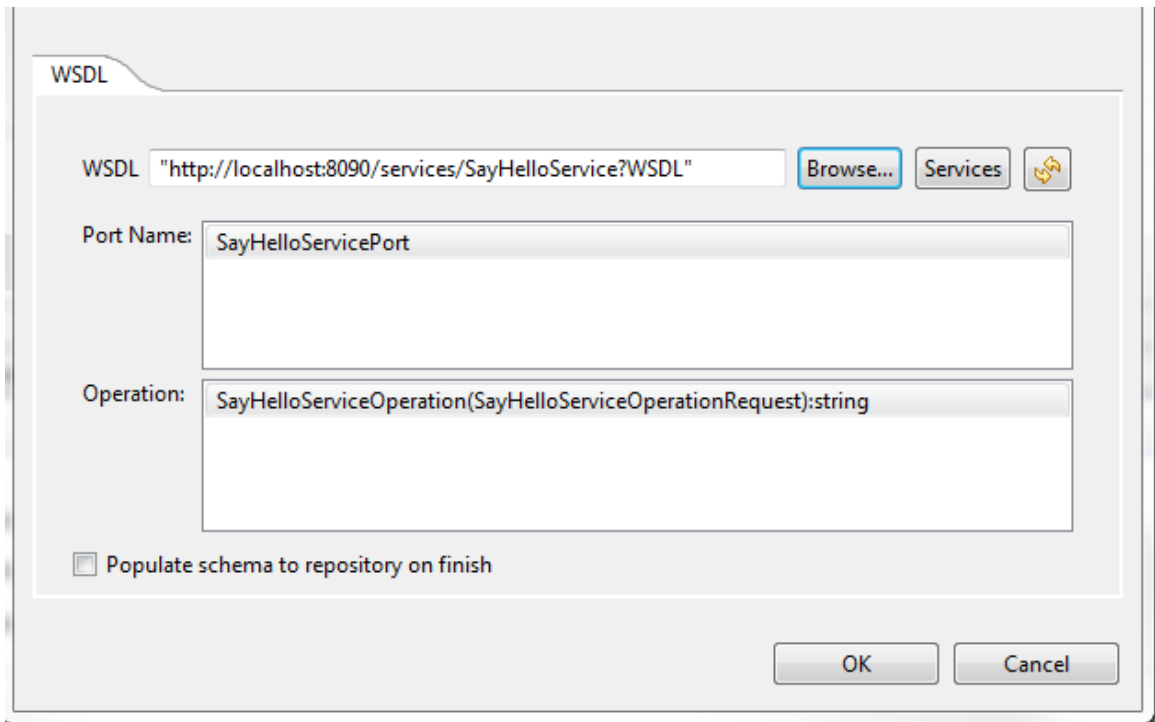 WSDL
WSDL "http://localhost:8090/services/SayHelloService?WSDL" Browse... Services
Port Name: SayHelloServicePort
Operation: SayHelloServiceOperation(SayHelloServiceOperationRequest):string
Populate schema to repository on finish
OK Cancel